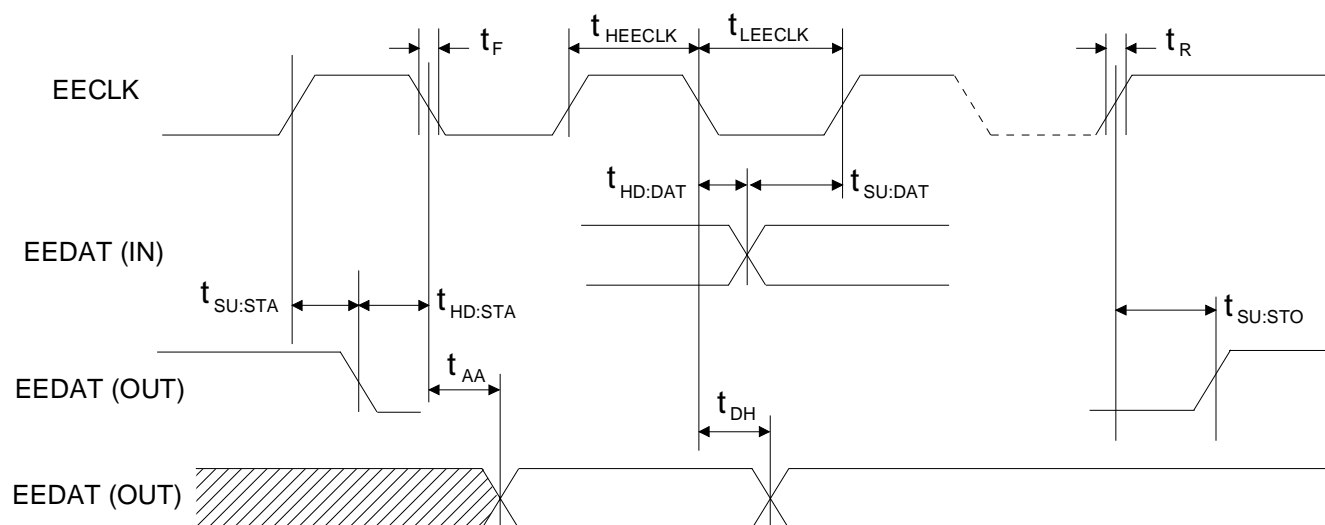 t F
t HEECLK
t LEECLK
t R
EECLK
t HD:DAT
t SU:DAT
EEDAT (IN)
t SU:STA
t HD:STA
t SU:STO
EEDAT (OUT)
t AA
t DH
EEDAT (OUT)